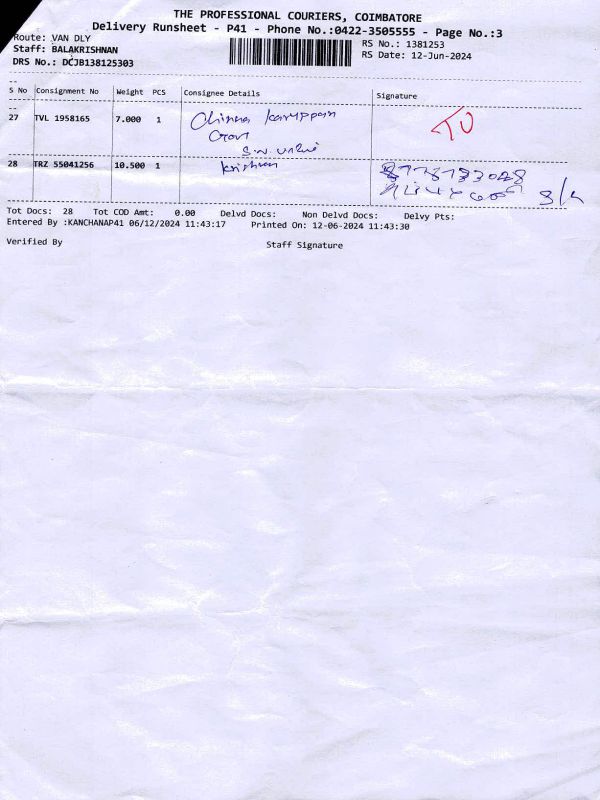 THE PROFESSIONAL COURIERS, COIMBATORE
Delivery Runsheet - P41 - Phone No.:0422-3505555 - Page No.:3
Route: VAN DLY
Staff: BALAKRISHNAN
DRS No.: DCJB138125303
RS No.: 1381253
RS Date: 12-Jun-2024
S No Consignment No Weight PCS Consignee Details Signature
27 TVL 1958165 7.000 1 Chinna Karuppan
28 TRZ 55041256 10.500 1 Krishnan
Tot Docs: 28 Tot COD Amt: 0.00 Delvd Docs: Non Delvd Docs: Delvy Pts:
Entered By :KANCHANAP41 06/12/2024 11:43:17 Printed On: 12-06-2024 11:43:30
Verified By Staff Signature